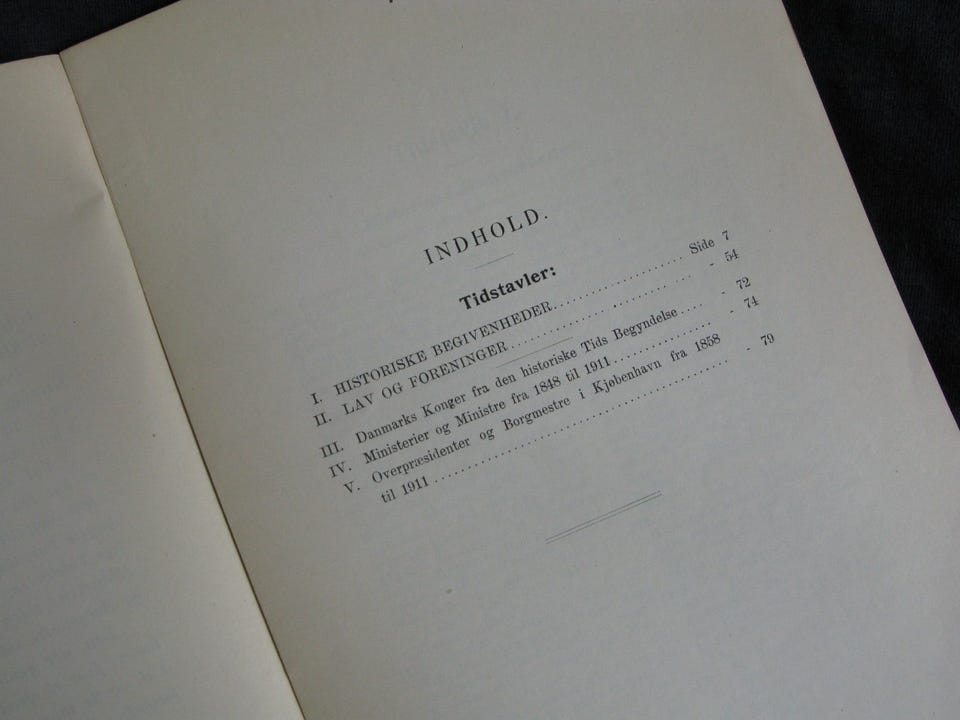 INDHOLD.
Tidstavler:
I. HISTORISKE BEGIVENHEDER.......................... Side 7
II. LAV OG FORENINGER.............................. - 54
III. Danmarks Konger fra den historiske Tids Begyndelse.... - 72
IV. Ministerier og Ministre fra 1848 til 1911............... - 74
V. Overpræsidenter og Borgmestre i Kjøbenhavn fra 1858
til 1911............................................. - 79